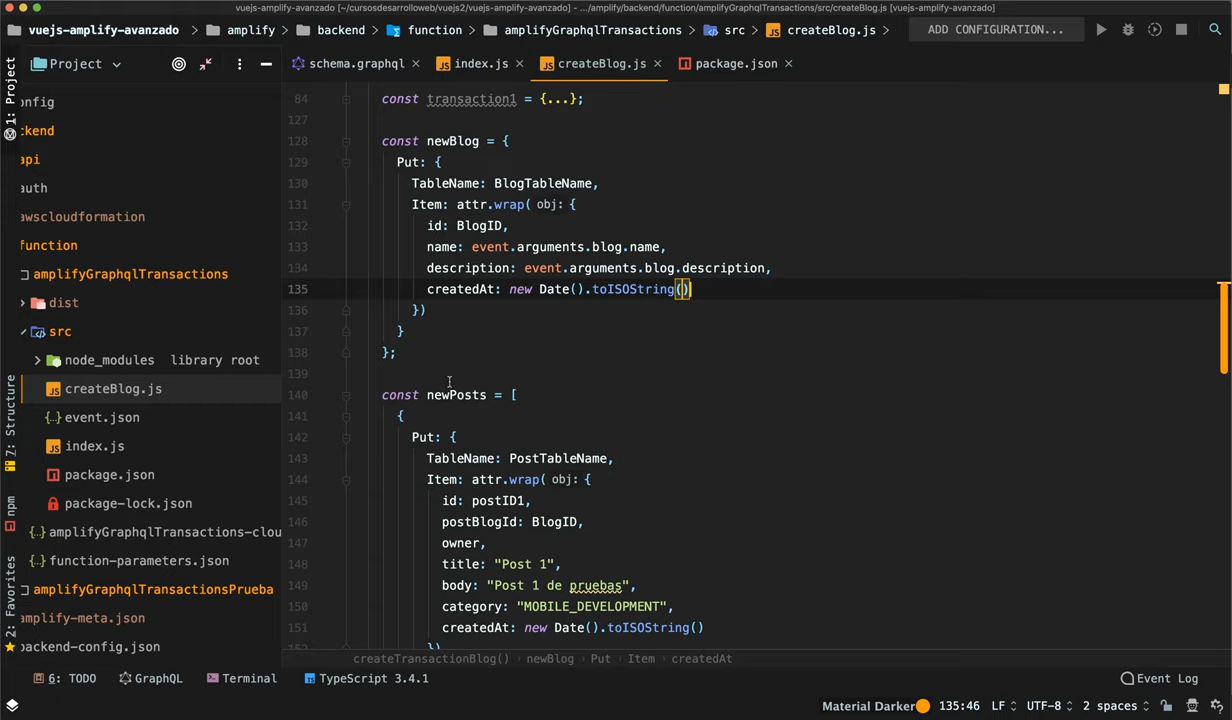 vuejs-amplify-avanzado [~/cursosdesarrolloweb/vuejs2/vuejs-amplify-avanzado] - .../amplify/backend/function/amplifyGraphqlTransactions/src/createBlog.js [vuejs-amplify-avanzado]
vuejs-amplify-avanzado amplify backend function amplifyGraphqlTransactions src createBlog.js ADD CONFIGURATION...
1: Project
7: Structure
npm
2: Favorites
Project
onfig
ckend
api
auth
awscloudformation
function
amplifyGraphqlTransactions
dist
src
node_modules library root
createBlog.js
event.json
index.js
package.json
package-lock.json
amplifyGraphqlTransactions-clou
function-parameters.json
amplifyGraphqlTransactionsPrueba
amplify-meta.json
backend-config.json
schema.graphql index.js createBlog.js package.json
84 const transaction1 = {...};
127
128 const newBlog = {
129 Put: {
130 TableName: BlogTableName,
131 Item: attr.wrap( obj: {
132 id: BlogID,
133 name: event.arguments.blog.name,
134 description: event.arguments.blog.description,
135 createdAt: new Date().toISOString()
136 })
137 }
138 };
139
140 const newPosts = [
141 {
142 Put: {
143 TableName: PostTableName,
144 Item: attr.wrap( obj: {
145 id: postID1,
146 postBlogId: BlogID,
147 owner,
148 title: "Post 1",
149 body: "Post 1 de pruebas",
150 category: "MOBILE_DEVELOPMENT",
151 createdAt: new Date().toISOString()
152 })
createTransactionBlog() newBlog Put Item createdAt
6: TODO GraphQL Terminal TypeScript 3.4.1 Event Log
Material Darker 135:46 LF UTF-8 2 spaces